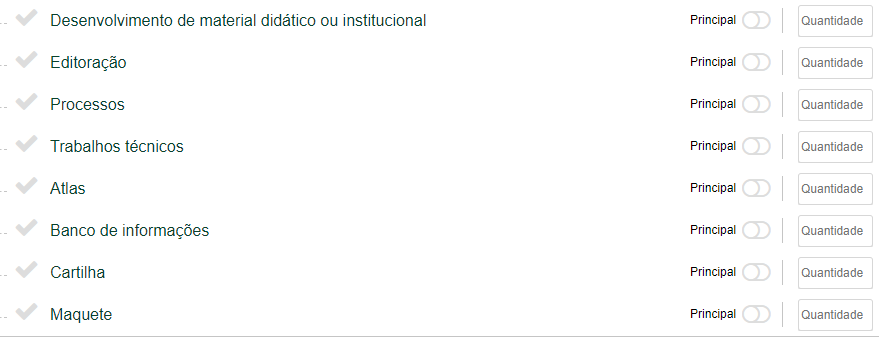 Desenvolvimento de material didático ou institucional Principal Quantidade
Editoração Principal Quantidade
Processos Principal Quantidade
Trabalhos técnicos Principal Quantidade
Atlas Principal Quantidade
Banco de informações Principal Quantidade
Cartilha Principal Quantidade
Maquete Principal Quantidade